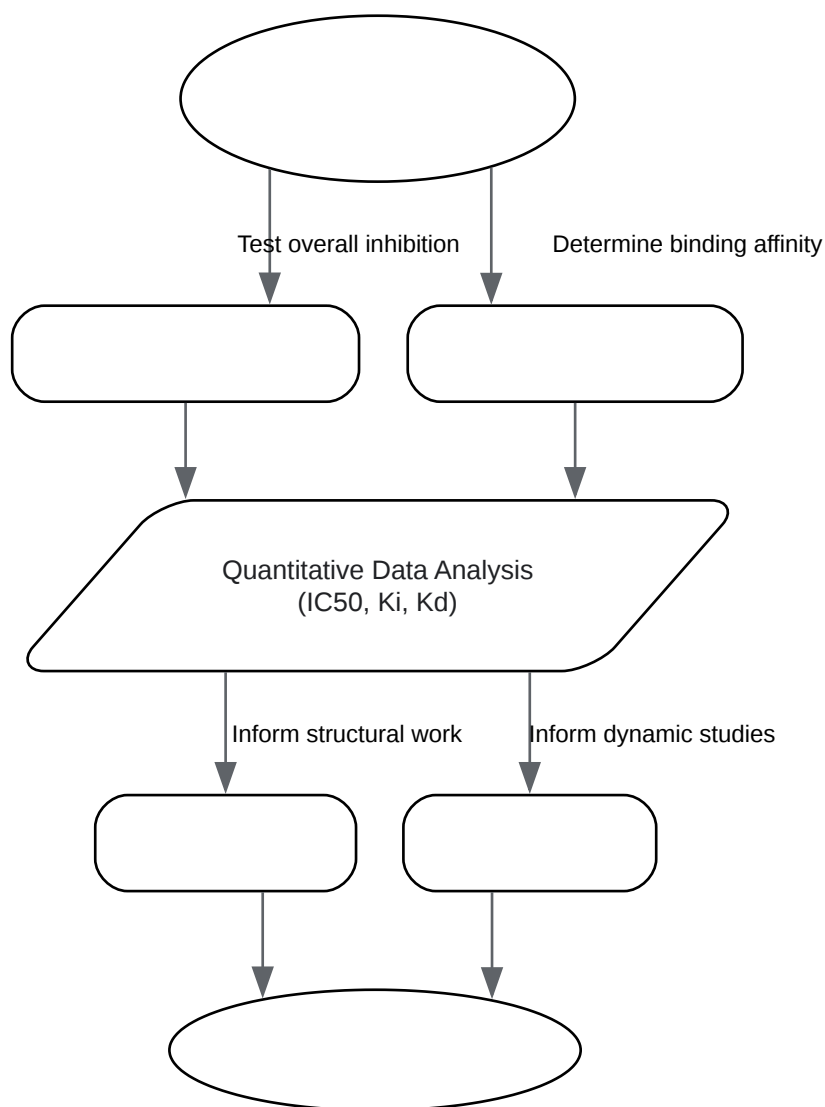 Test overall inhibition
Determine binding affinity
Quantitative Data Analysis
(IC50, Ki, Kd)
Inform structural work
Inform dynamic studies